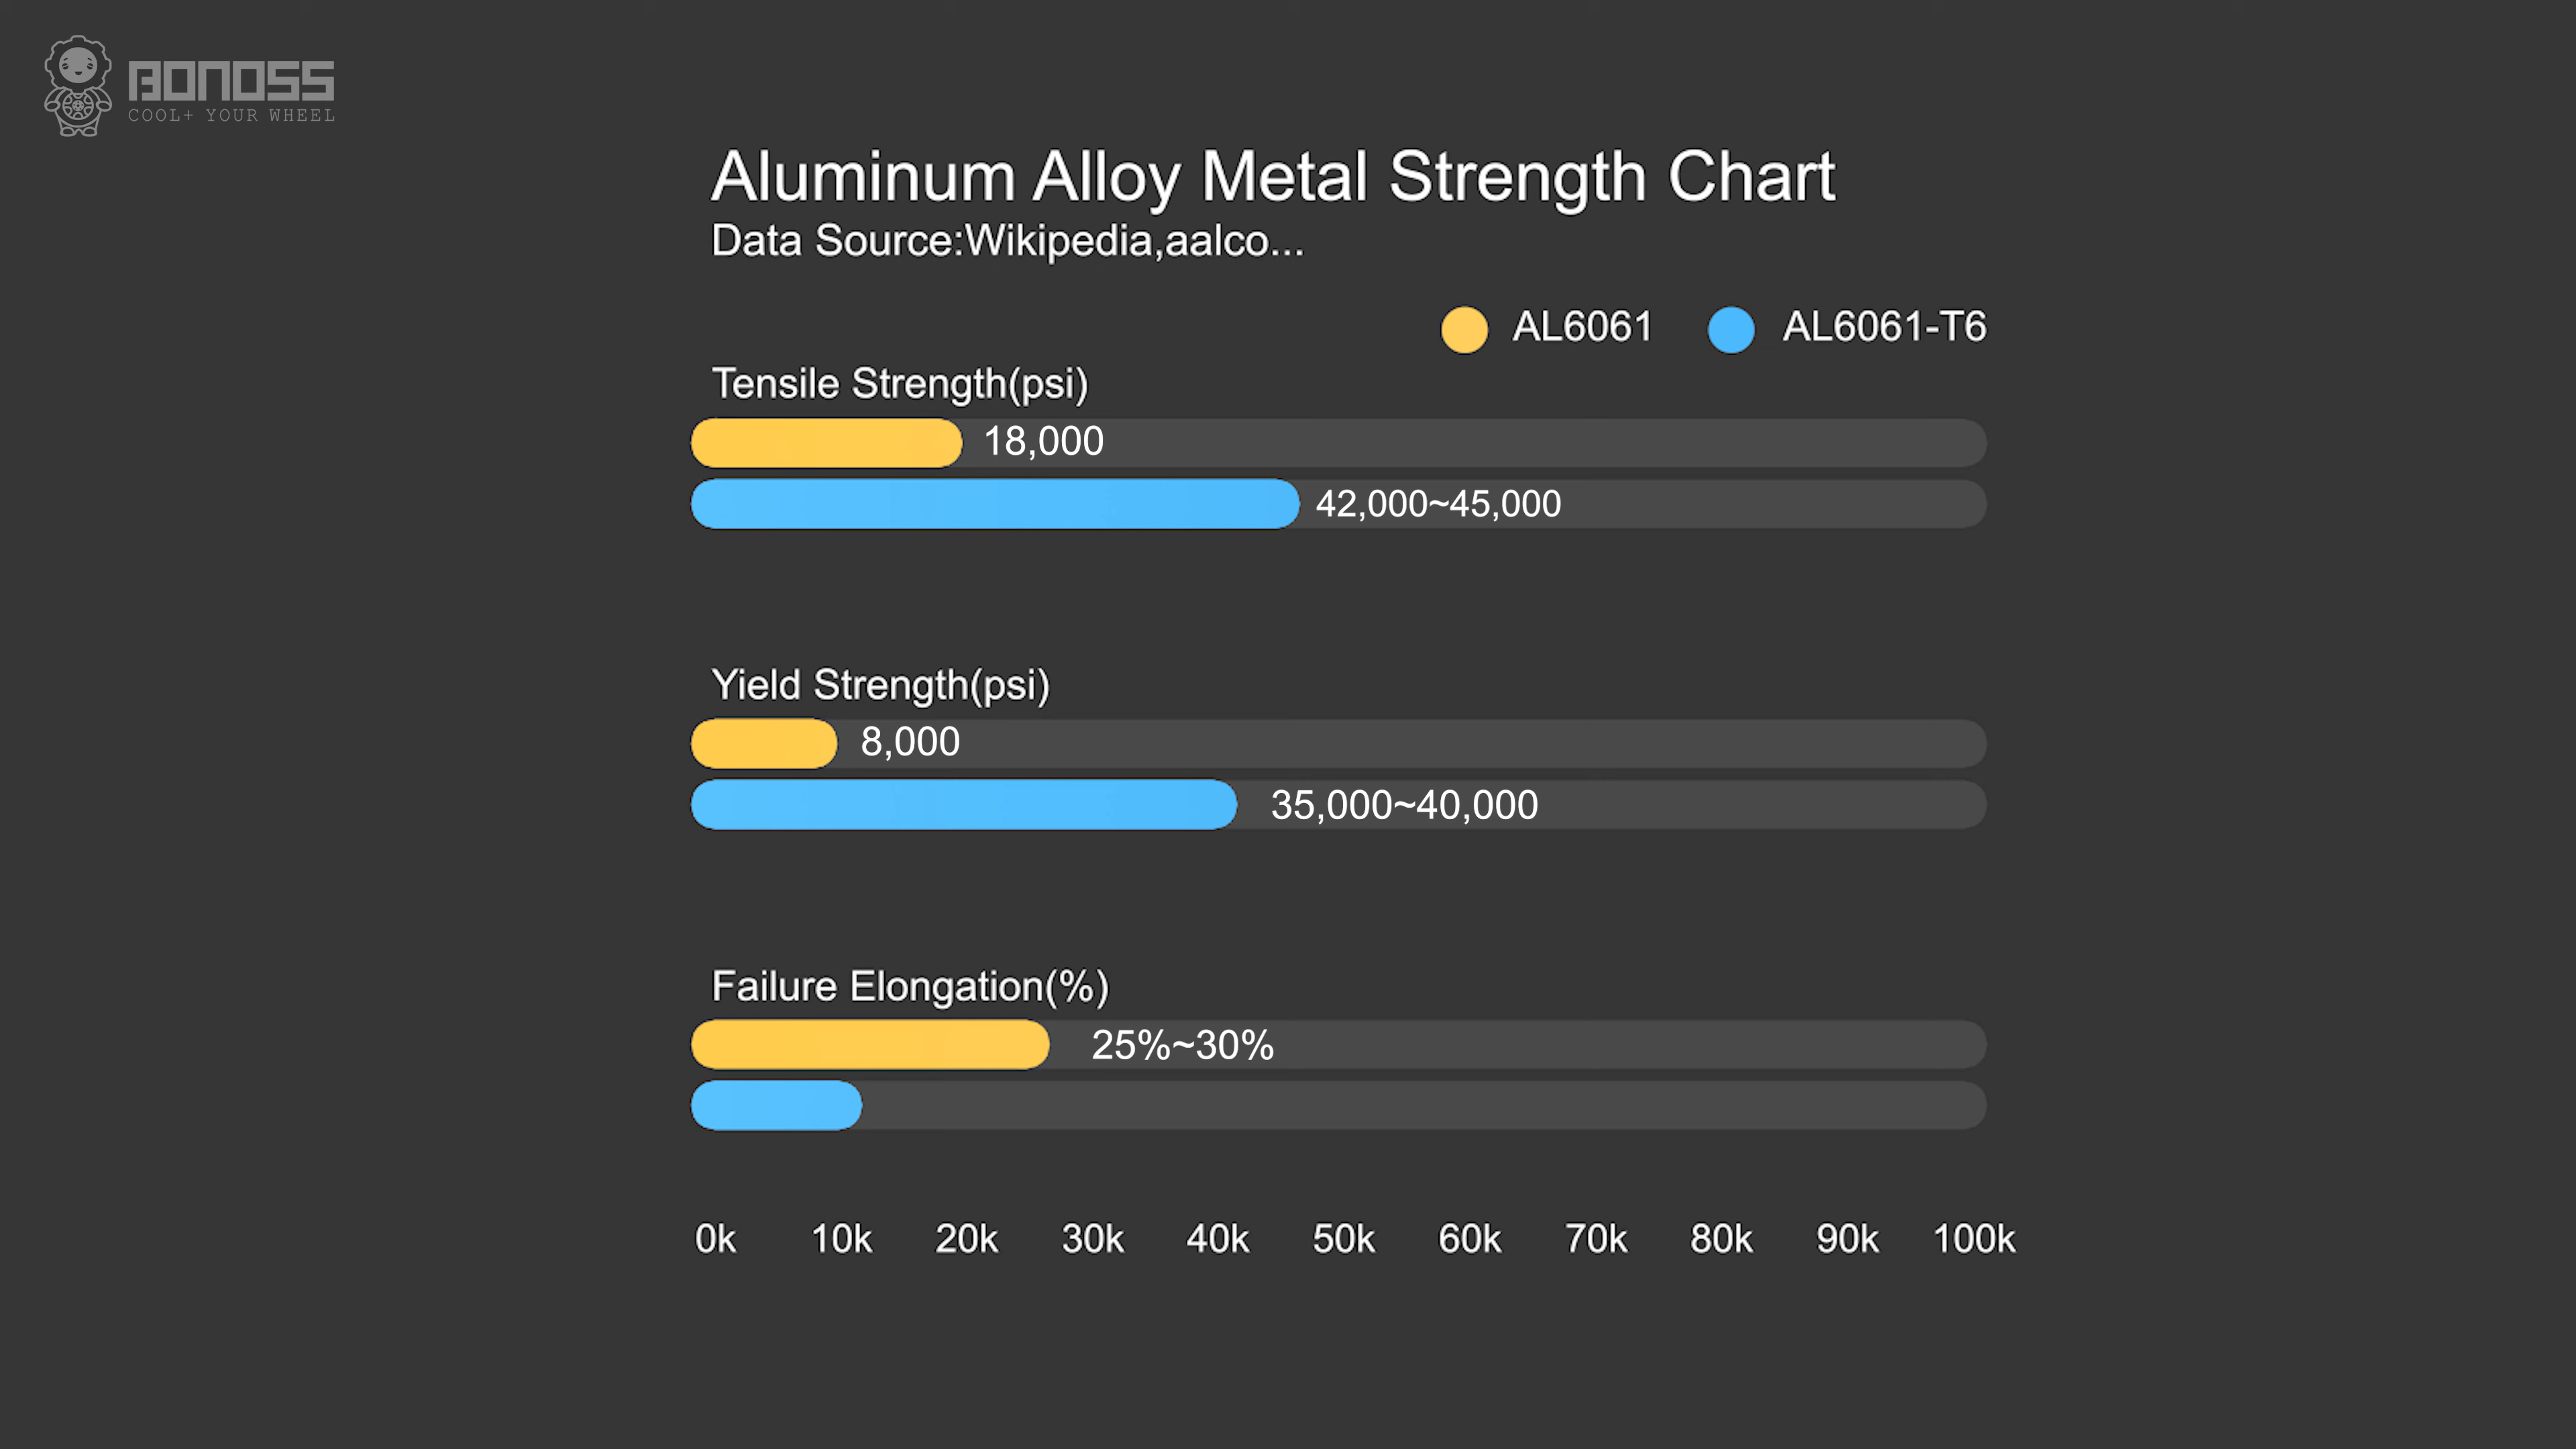 BONOSS
COOL+ YOUR WHEEL
Aluminum Alloy Metal Strength Chart
Data Source:Wikipedia,aalco...
AL6061 AL6061-T6
Tensile Strength(psi)
18,000
42,000~45,000
Yield Strength(psi)
8,000
35,000~40,000
Failure Elongation(%)
25%~30%
0k 10k 20k 30k 40k 50k 60k 70k 80k 90k 100k